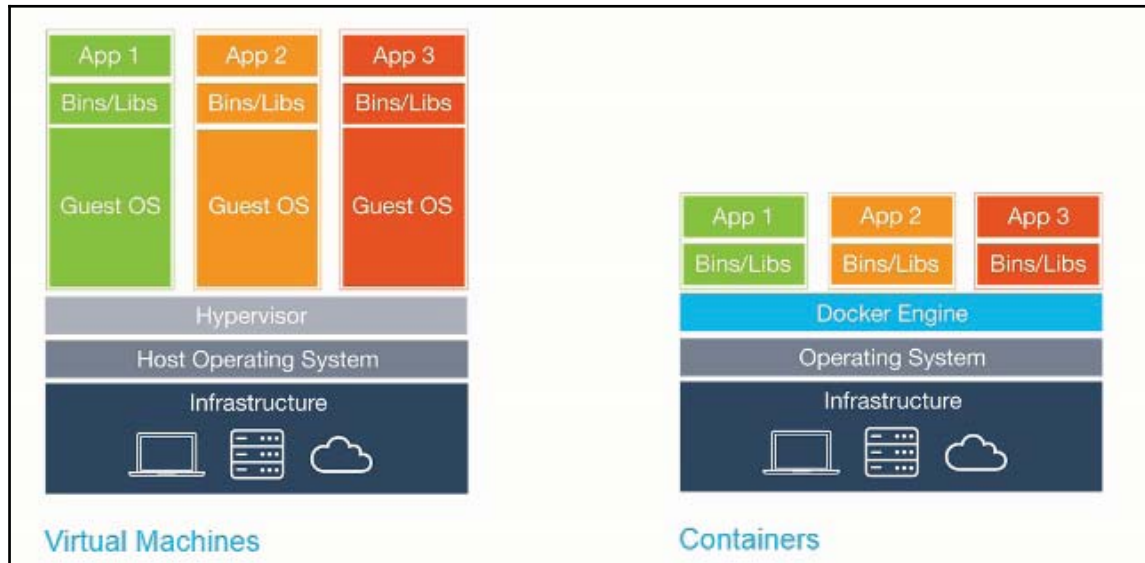 App 1
Bins/Libs
Guest OS
App 2
Bins/Libs
Guest OS
App 3
Bins/Libs
Guest OS
Hypervisor
Host Operating System
Infrastructure
Virtual Machines
App 1
Bins/Libs
App 2
Bins/Libs
App 3
Bins/Libs
Docker Engine
Operating System
Infrastructure
Containers